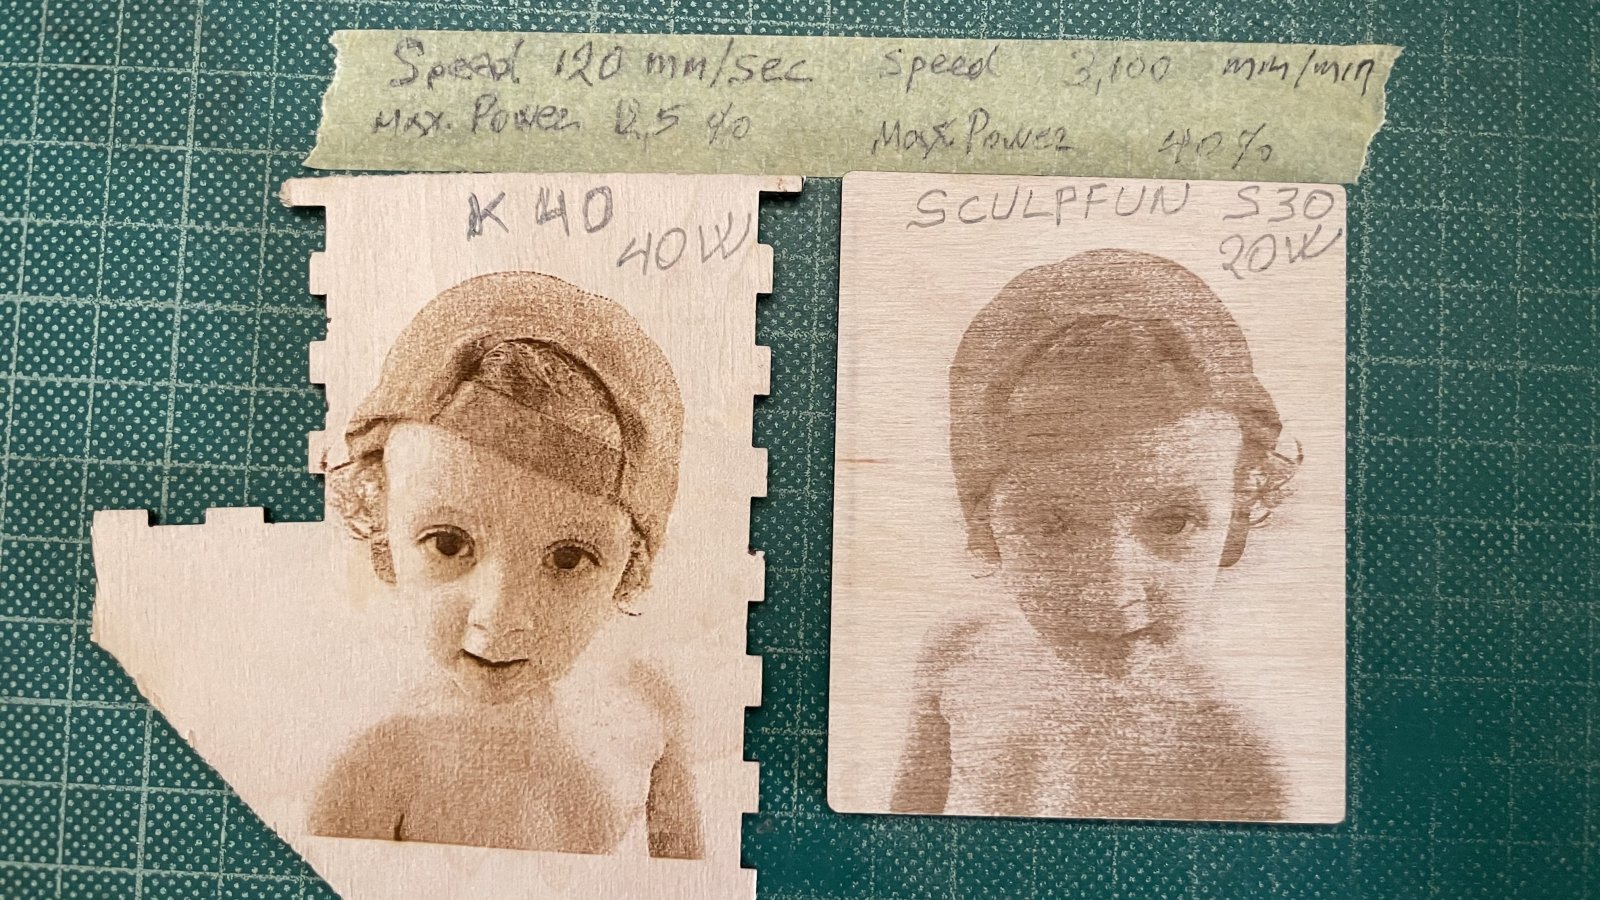 Speed 120 mm/sec
Max. Power 12,5 %
Speed 3,100 mm/min
Max Power 40%
K 40
40W
SCULPFUN S30
20W